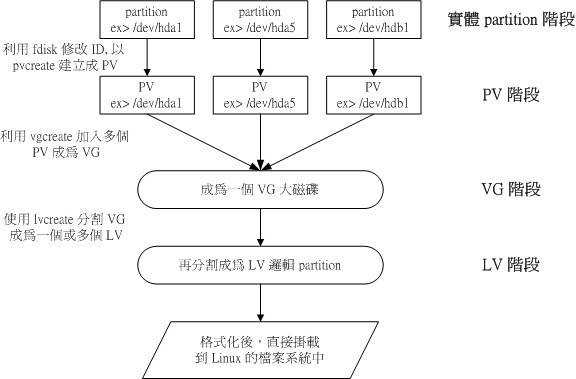 partition
ex> /dev/hda1
partition
ex> /dev/hda5
partition
ex> /dev/hdb1
實體 partition 階段
利用 fdisk 修改 ID, 以
pvcreate 建立成 PV
PV
ex> /dev/hda1
PV
ex> /dev/hda5
PV
ex> /dev/hdb1
PV 階段
利用 vgcreate 加入多個
PV 成為 VG
成為一個 VG 大磁碟
VG 階段
使用 lvcreate 分割 VG
成為一個或多個 LV
再分割成為 LV 邏輯 partition
LV 階段
格式化後，直接掛載
到 Linux 的檔案系統中